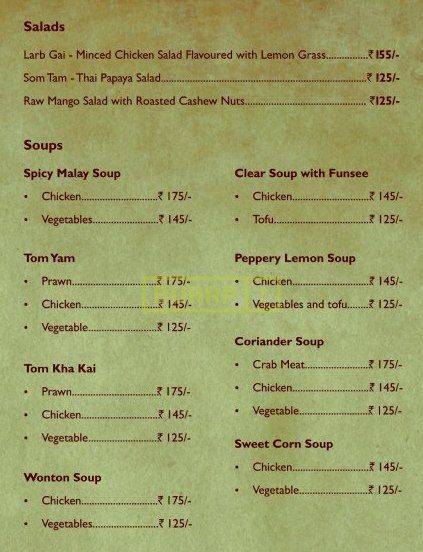 Salads
Larb Gai - Minced Chicken Salad Flavoured with Lemon Grass...............₹ 155/-
Som Tam - Thai Papaya Salad..........................................................................₹ 125/-
Raw Mango Salad with Roasted Cashew Nuts............................................ ₹125/-
Soups
Spicy Malay Soup
• Chicken...........................₹ 175/-
• Vegetables.......................₹ 145/-
Tom Yam
• Prawn..............................₹ 175/-
• Chicken...........................₹ 145/-
• Vegetable.........................₹ 125/-
Tom Kha Kai
• Prawn..............................₹ 175/-
• Chicken...........................₹ 145/-
• Vegetable.........................₹ 125/-
Wonton Soup
• Chicken...........................₹ 175/-
• Vegetables.......................₹ 125/-
Clear Soup with Funsee
• Chicken...........................₹ 145/-
• Tofu.................................₹ 125/-
Peppery Lemon Soup
• Chicken...........................₹ 145/-
• Vegetables and tofu.......₹ 125/-
Coriander Soup
• Crab Meat.......................₹ 175/-
• Chicken...........................₹ 145/-
• Vegetable.........................₹ 125/-
Sweet Corn Soup
• Chicken...........................₹ 145/-
• Vegetable.........................₹ 125/-